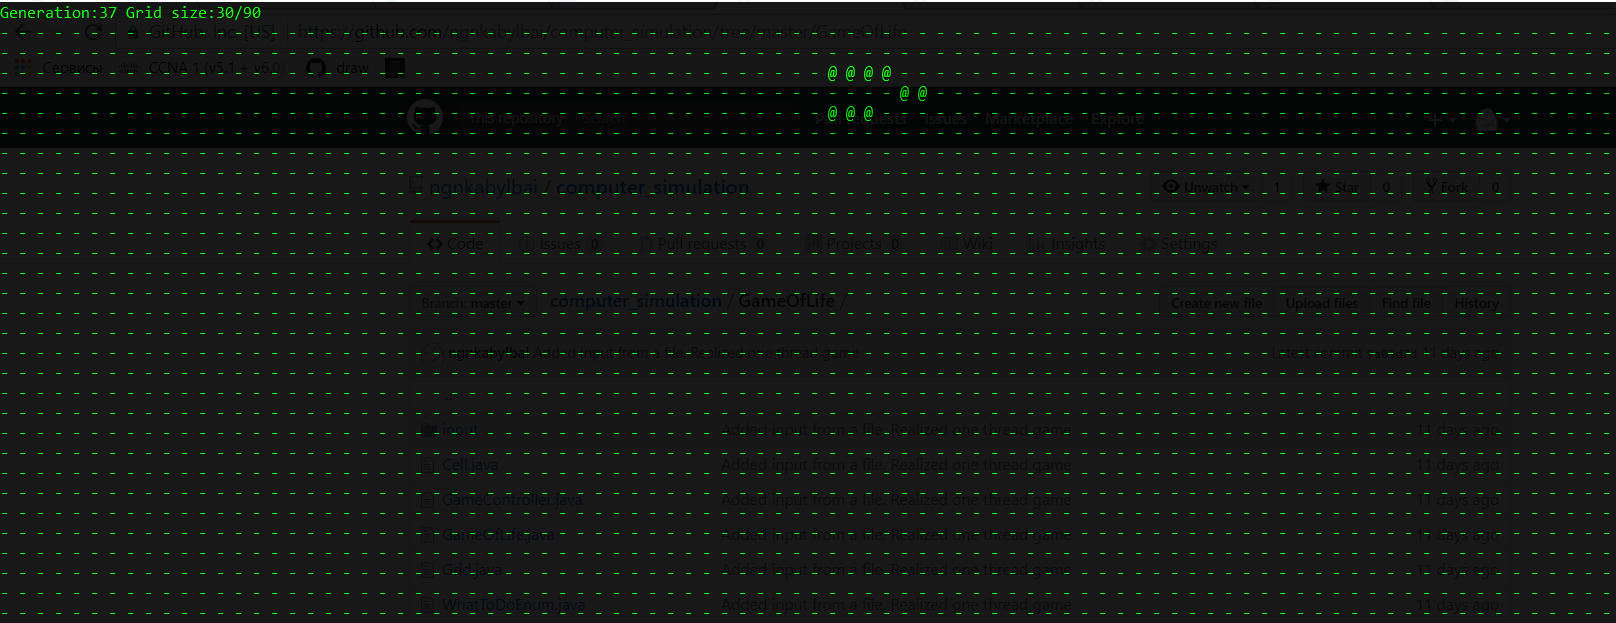 Generation:37 Grid size:30/90
GitHub, Inc. [US] https://github.com/ngnkabylbai/computer_simulation/tree/master/GameOfLife
Сервисы CCNA 1 (v5.1 + v6.0) draw
@ @ @ @
@ @
@ @ @
This repository Search Pull requests Issues Marketplace Explore
ngnkabylbai / computer_simulation Unwatch 1 Star 0 Fork 0
Code Issues 0 Pull requests 0 Projects 0 Wiki Insights Settings
Branch: master computer_simulation / GameOfLife / Create new file Upload files Find file History
ngnkabylbai Added input from a file. Realized one thread game Latest commit 11 days ago
..
input Added input from a file. Realized one thread game 11 days ago
Cell.java Added input from a file. Realized one thread game 11 days ago
GameController.java Added input from a file. Realized one thread game 11 days ago
GameOfLife.java Added input from a file. Realized one thread game 11 days ago
Grid.java Added input from a file. Realized one thread game 11 days ago
WhatToDoEnum.java Added input from a file. Realized one thread game 11 days ago